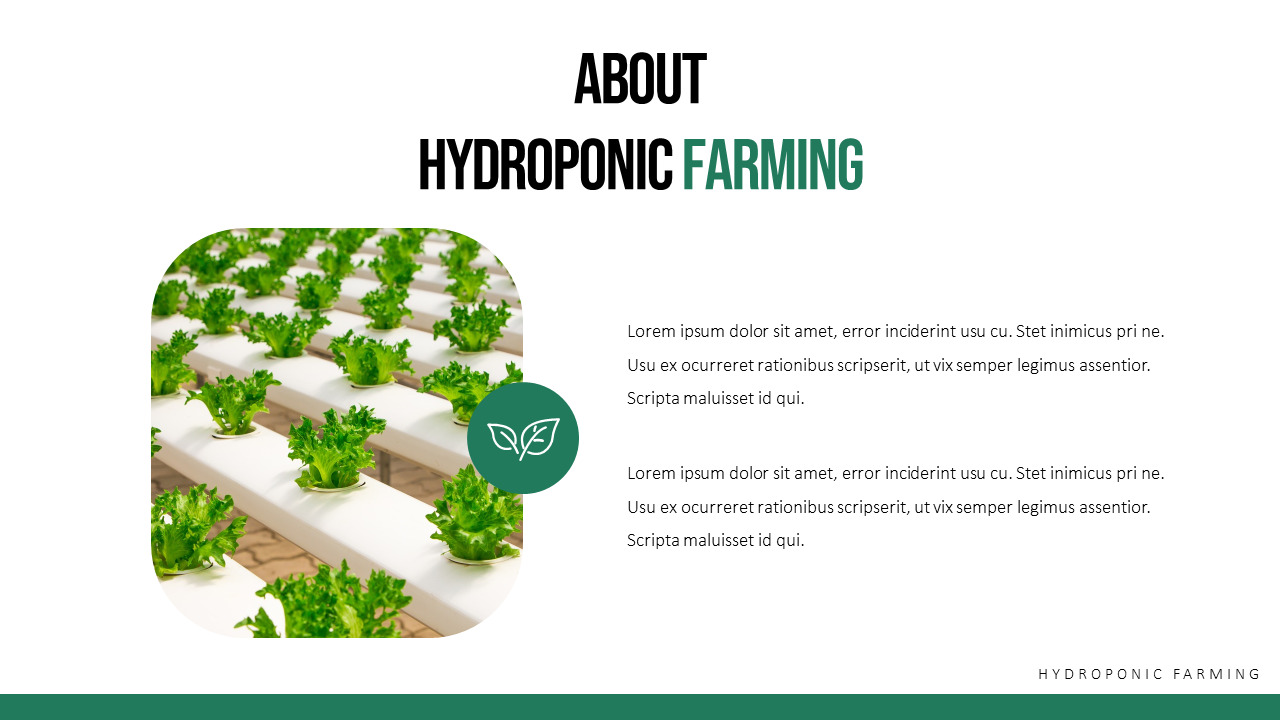 ABOUT
HYDROPONIC FARMING
Lorem ipsum dolor sit amet, error inciderint usu cu. Stet inimicus pri ne.
Usu ex ocurreret rationibus scripserit, ut vix semper legimus assentior.
Scripta maluisset id qui.
Lorem ipsum dolor sit amet, error inciderint usu cu. Stet inimicus pri ne.
Usu ex ocurreret rationibus scripserit, ut vix semper legimus assentior.
Scripta maluisset id qui.
HYDROPONIC FARMING